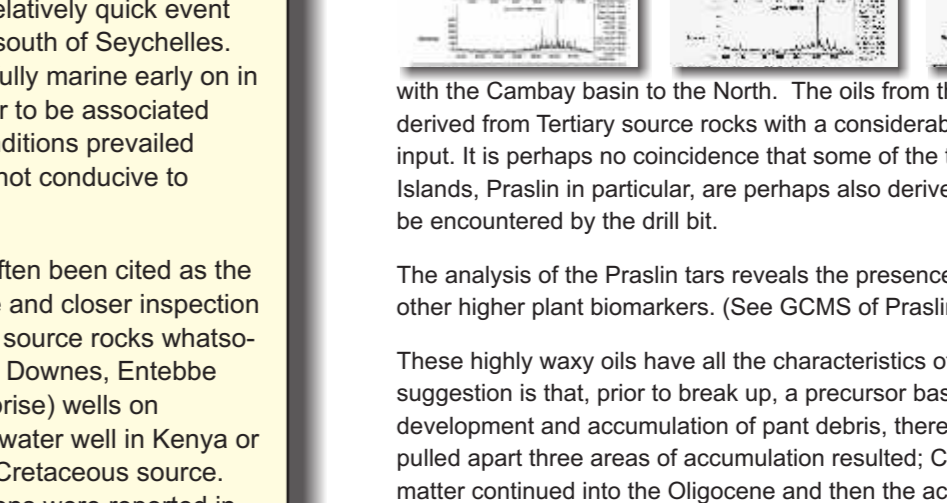 elatively quick event
south of Seychelles.
fully marine early on in
r to be associated
ditions prevailed
not conducive to
ften been cited as the
e and closer inspection
source rocks whatso-
Downes, Entebbe
prise) wells on
water well in Kenya or
Cretaceous source.
with the Cambay basin to the North. The oils from th
derived from Tertiary source rocks with a considerab
input. It is perhaps no coincidence that some of the t
Islands, Praslin in particular, are perhaps also derive
be encountered by the drill bit.
The analysis of the Praslin tars reveals the presence
other higher plant biomarkers. (See GCMS of Praslin
These highly waxy oils have all the characteristics o
suggestion is that, prior to break up, a precursor bas
development and accumulation of pant debris, there
pulled apart three areas of accumulation resulted; C
matter continued into the Oligocene and then the ac